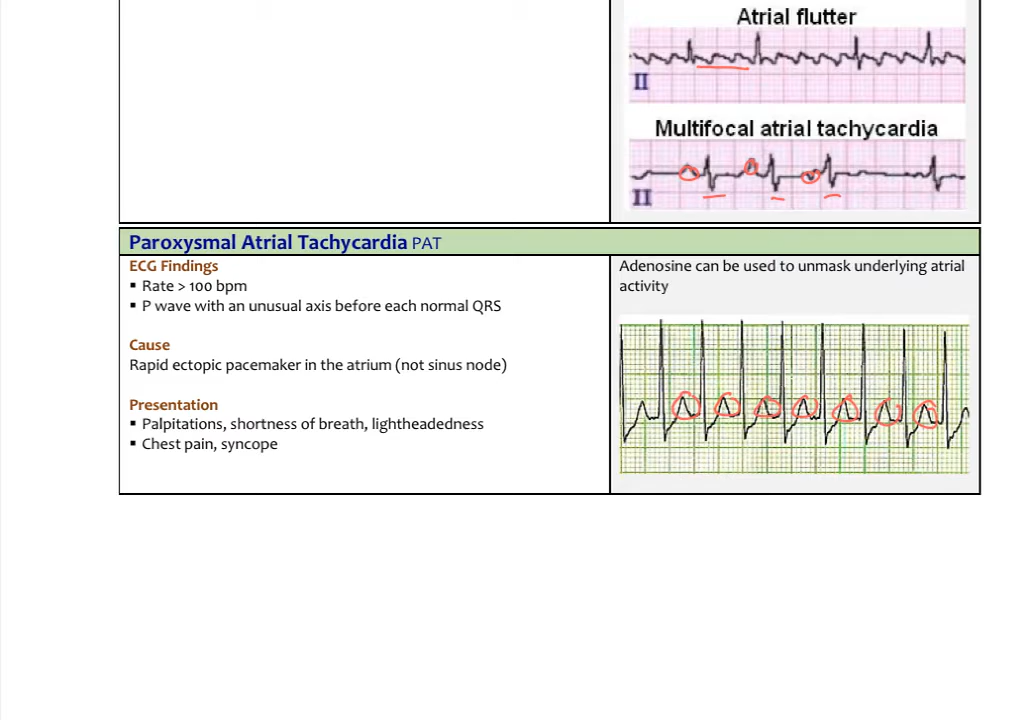 Atrial flutter
II
Multifocal atrial tachycardia
II
Paroxysmal Atrial Tachycardia PAT
ECG Findings
▪ Rate > 100 bpm
▪ P wave with an unusual axis before each normal QRS
Cause
Rapid ectopic pacemaker in the atrium (not sinus node)
Presentation
▪ Palpitations, shortness of breath, lightheadedness
▪ Chest pain, syncope
Adenosine can be used to unmask underlying atrial
activity